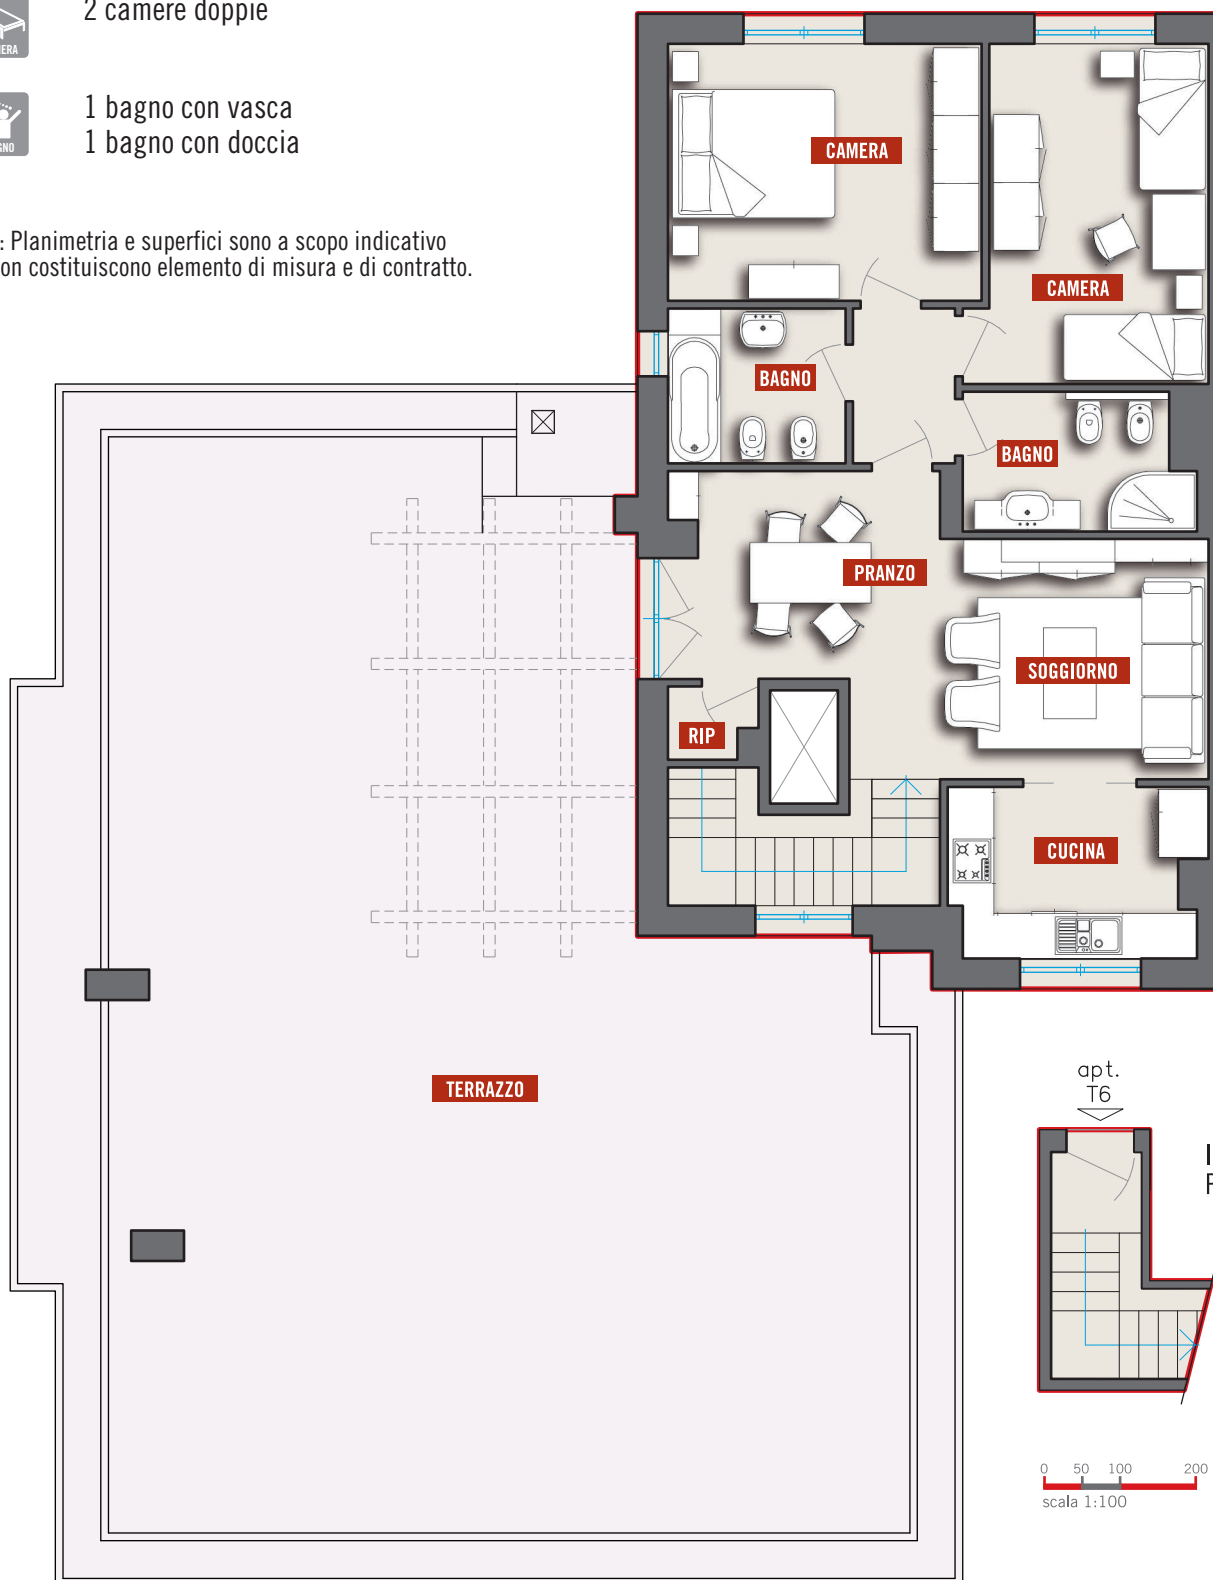 2 camere doppie
1 bagno con vasca
1 bagno con doccia
: Planimetria e superfici sono a scopo indicativo
on costituiscono elemento di misura e di contratto.
CAMERA
CAMERA
BAGNO
BAGNO
PRANZO
SOGGIORNO
RIP
CUCINA
TERRAZZO
apt.
T6
0 50 100 200
scala 1:100